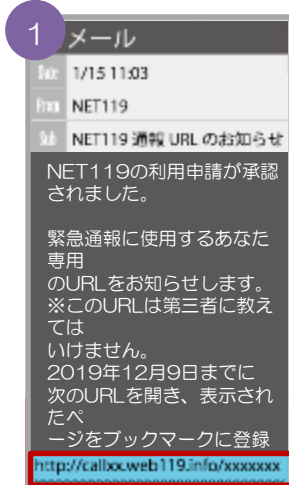 1
メール
Date 1/15 11:03
From NET119
Sub NET119 通報 URL のお知らせ
NET119の利用申請が承認
されました。
緊急通報に使用するあなた
専用
のURLをお知らせします。
※このURLは第三者に教え
ては
いけません。
2019年12月9日までに
次のURLを開き、表示され
たペ
ージをブックマークに登録
http://callxx.web119.info/xxxxxxx